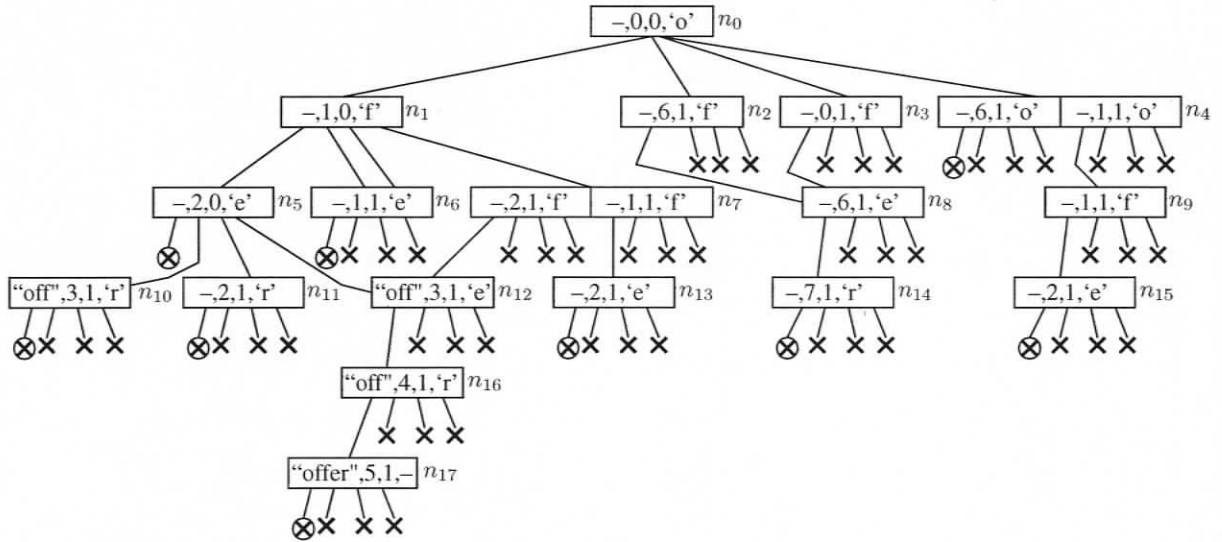 –,0,0,‘o’ n₀
–,1,0,‘f’ n₁ –,6,1,‘f’ n₂ –,0,1,‘f’ n₃ –,6,1,‘o’ –,1,1,‘o’ n₄
–,2,0,‘e’ n₅ –,1,1,‘e’ n₆ –,2,1,‘f’ –,1,1,‘f’ n₇ –,6,1,‘e’ n₈ –,1,1,‘f’ n₉
“off",3,1,‘r’ n₁₀ –,2,1,‘r’ n₁₁ “off",3,1,‘e’ n₁₂ –,2,1,‘e’ n₁₃ –,7,1,‘r’ n₁₄ –,2,1,‘e’ n₁₅
“off",4,1,‘r’ n₁₆
“offer",5,1,– n₁₇